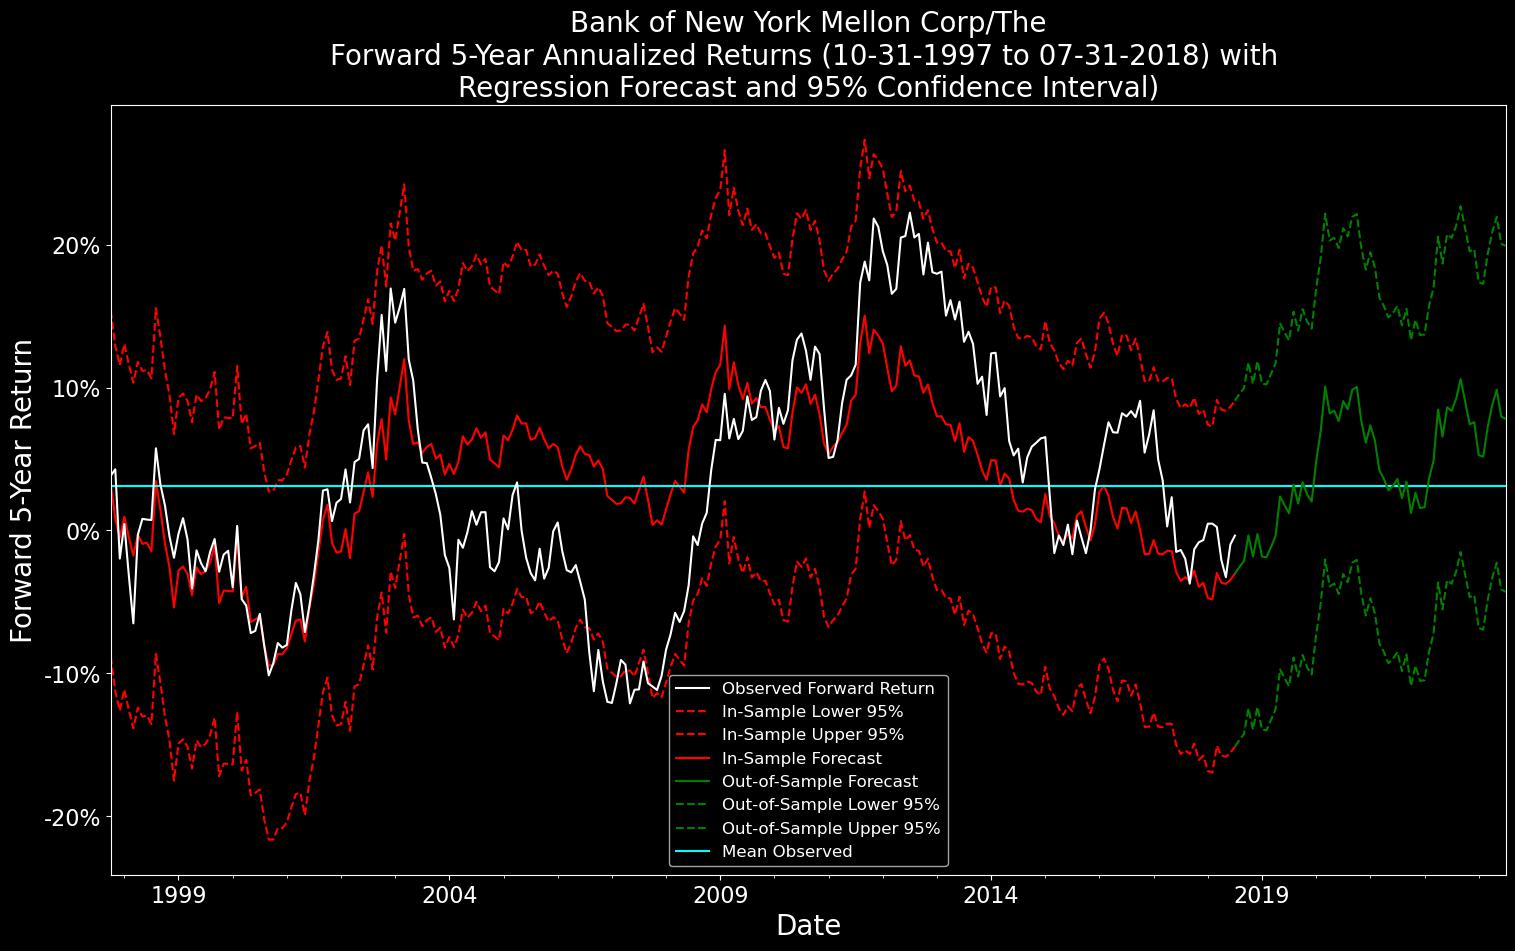 Bank of New York Mellon Corp/The
Forward 5-Year Annualized Returns (10-31-1997 to 07-31-2018) with
Regression Forecast and 95% Confidence Interval)
Forward 5-Year Return
20%
10%
0%
-10%
-20%
Observed Forward Return
In-Sample Lower 95%
In-Sample Upper 95%
In-Sample Forecast
Out-of-Sample Forecast
Out-of-Sample Lower 95%
Out-of-Sample Upper 95%
Mean Observed
1999 2004 2009 2014 2019
Date